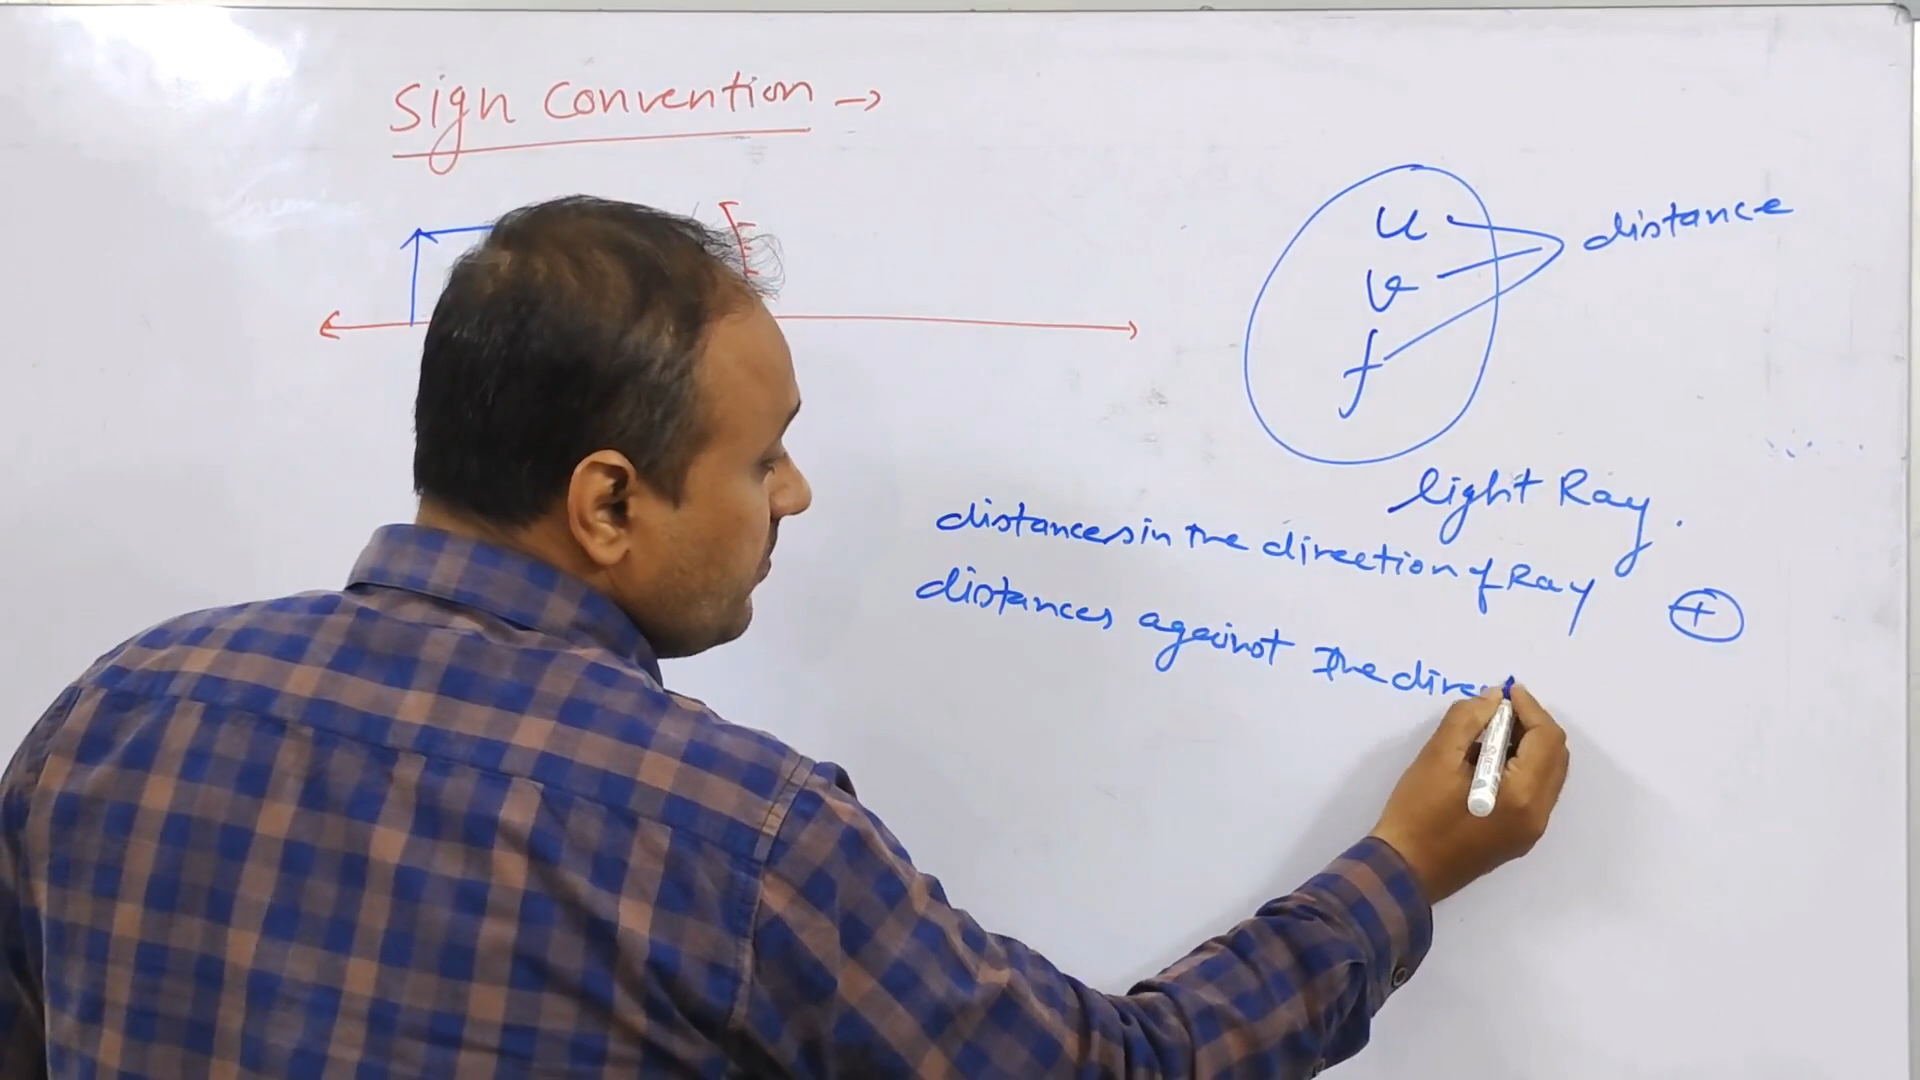 Sign Convention →
u
distance
v
f
light Ray.
distances in the direction of Ray
+
distances against the direc